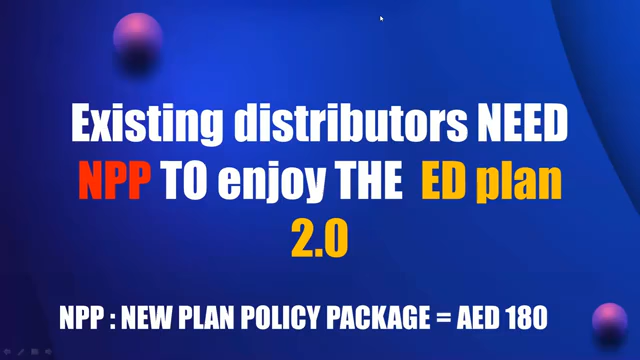 Existing distributors NEED
NPP TO enjoy THE ED plan
2.0
NPP : NEW PLAN POLICY PACKAGE = AED 180